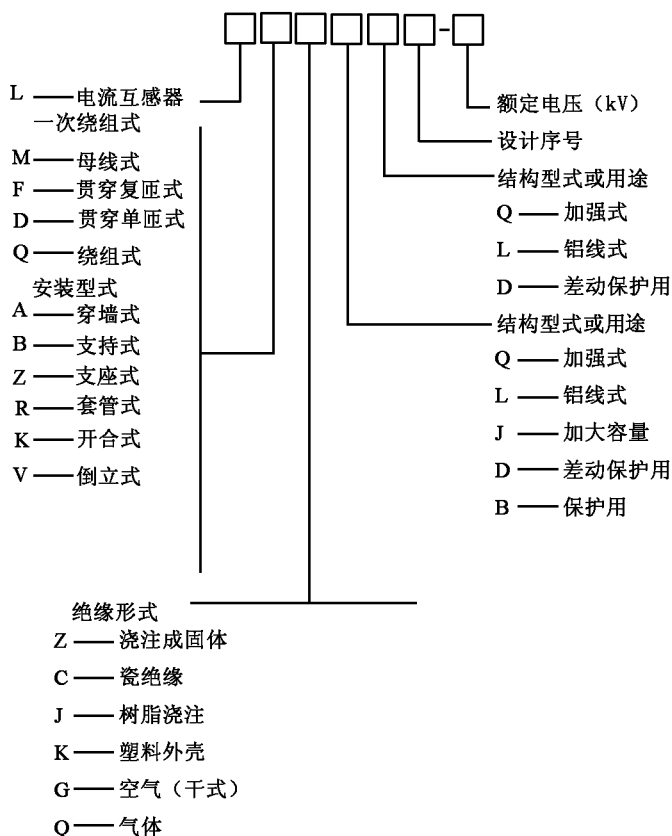 L — 电流互感器
一次绕组式
M — 母线式
F — 贯穿复匝式
D — 贯穿单匝式
Q — 绕组式
安装型式
A — 穿墙式
B — 支持式
Z — 支座式
R — 套管式
K — 开合式
V — 倒立式
额定电压（kV）
设计序号
结构型式或用途
Q — 加强式
L — 铝线式
D — 差动保护用
结构型式或用途
Q — 加强式
L — 铝线式
J — 加大容量
D — 差动保护用
B — 保护用
绝缘形式
Z — 浇注成固体
C — 瓷绝缘
J — 树脂浇注
K — 塑料外壳
G — 空气（干式）
Q — 气体